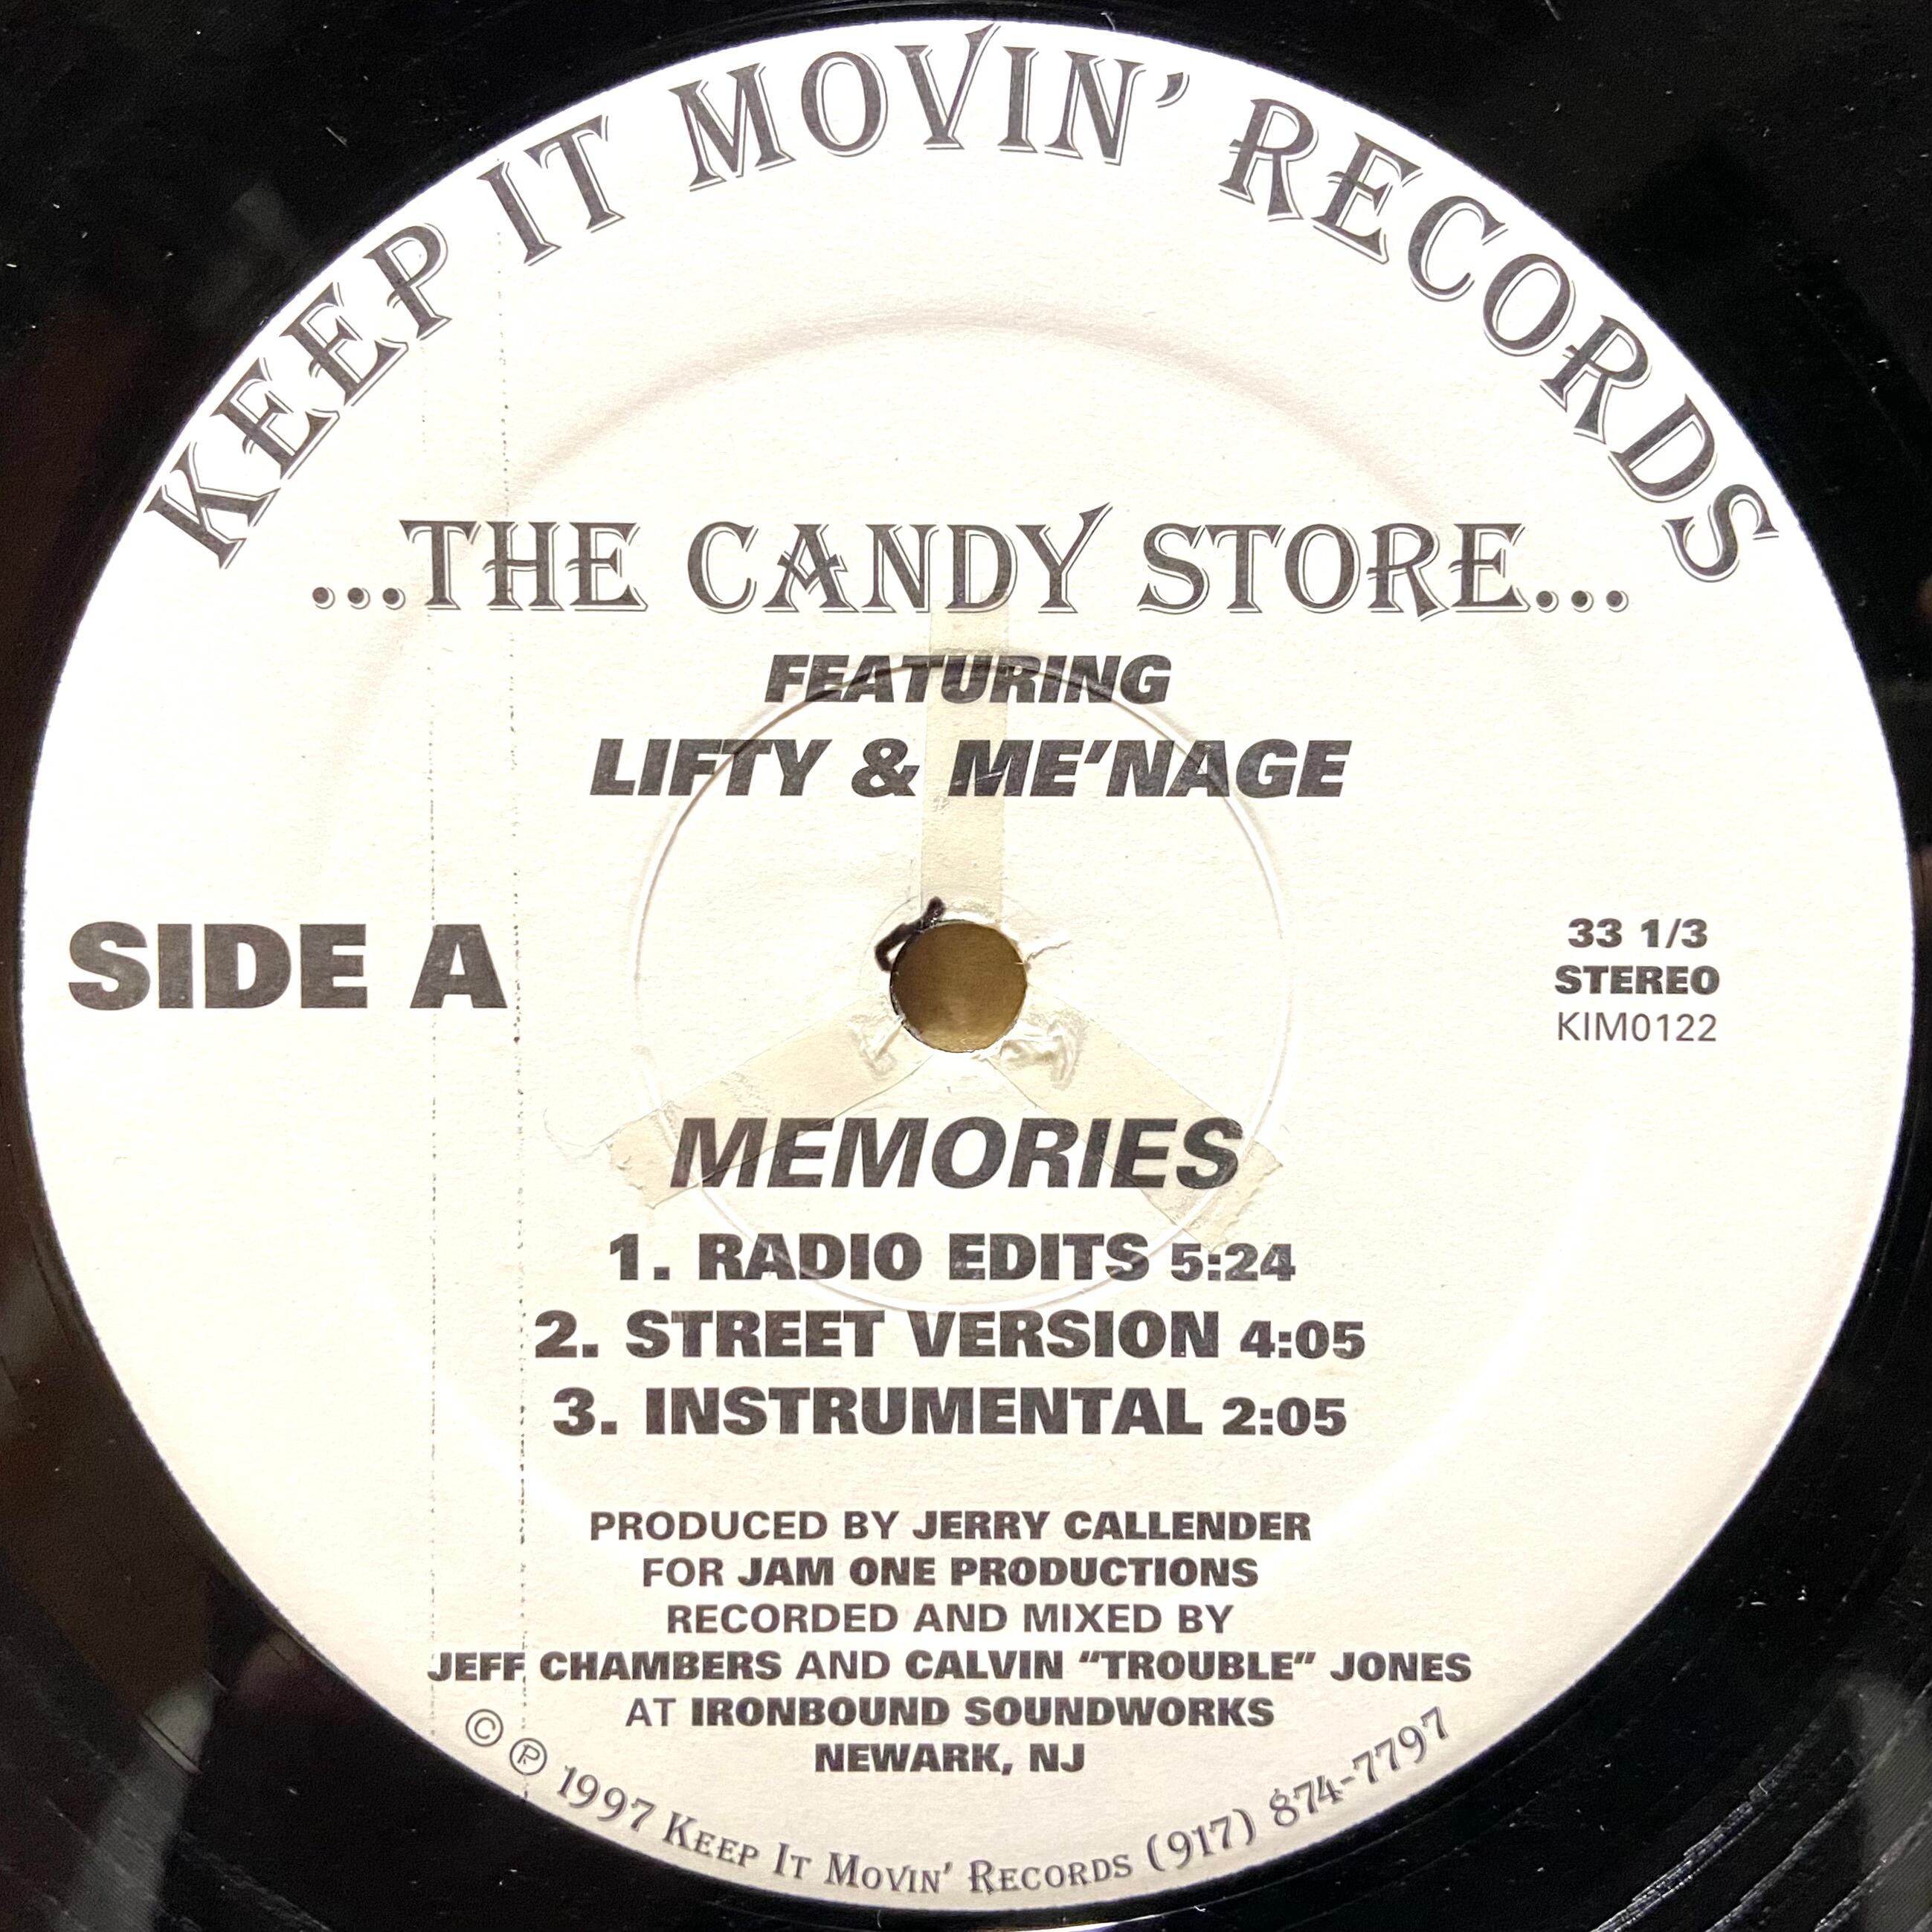 KEEP IT MOVIN' RECORDS
...THE CANDY STORE...
FEATURING
LIFTY & ME'NAGE
SIDE A
33 1/3
STEREO
KIM0122
MEMORIES
1. RADIO EDITS 5:24
2. STREET VERSION 4:05
3. INSTRUMENTAL 2:05
PRODUCED BY JERRY CALLENDER
FOR JAM ONE PRODUCTIONS
RECORDED AND MIXED BY
JEFF CHAMBERS AND CALVIN "TROUBLE" JONES
AT IRONBOUND SOUNDWORKS
NEWARK, NJ
© ℗ 1997 KEEP IT MOVIN' RECORDS (917) 874-7797